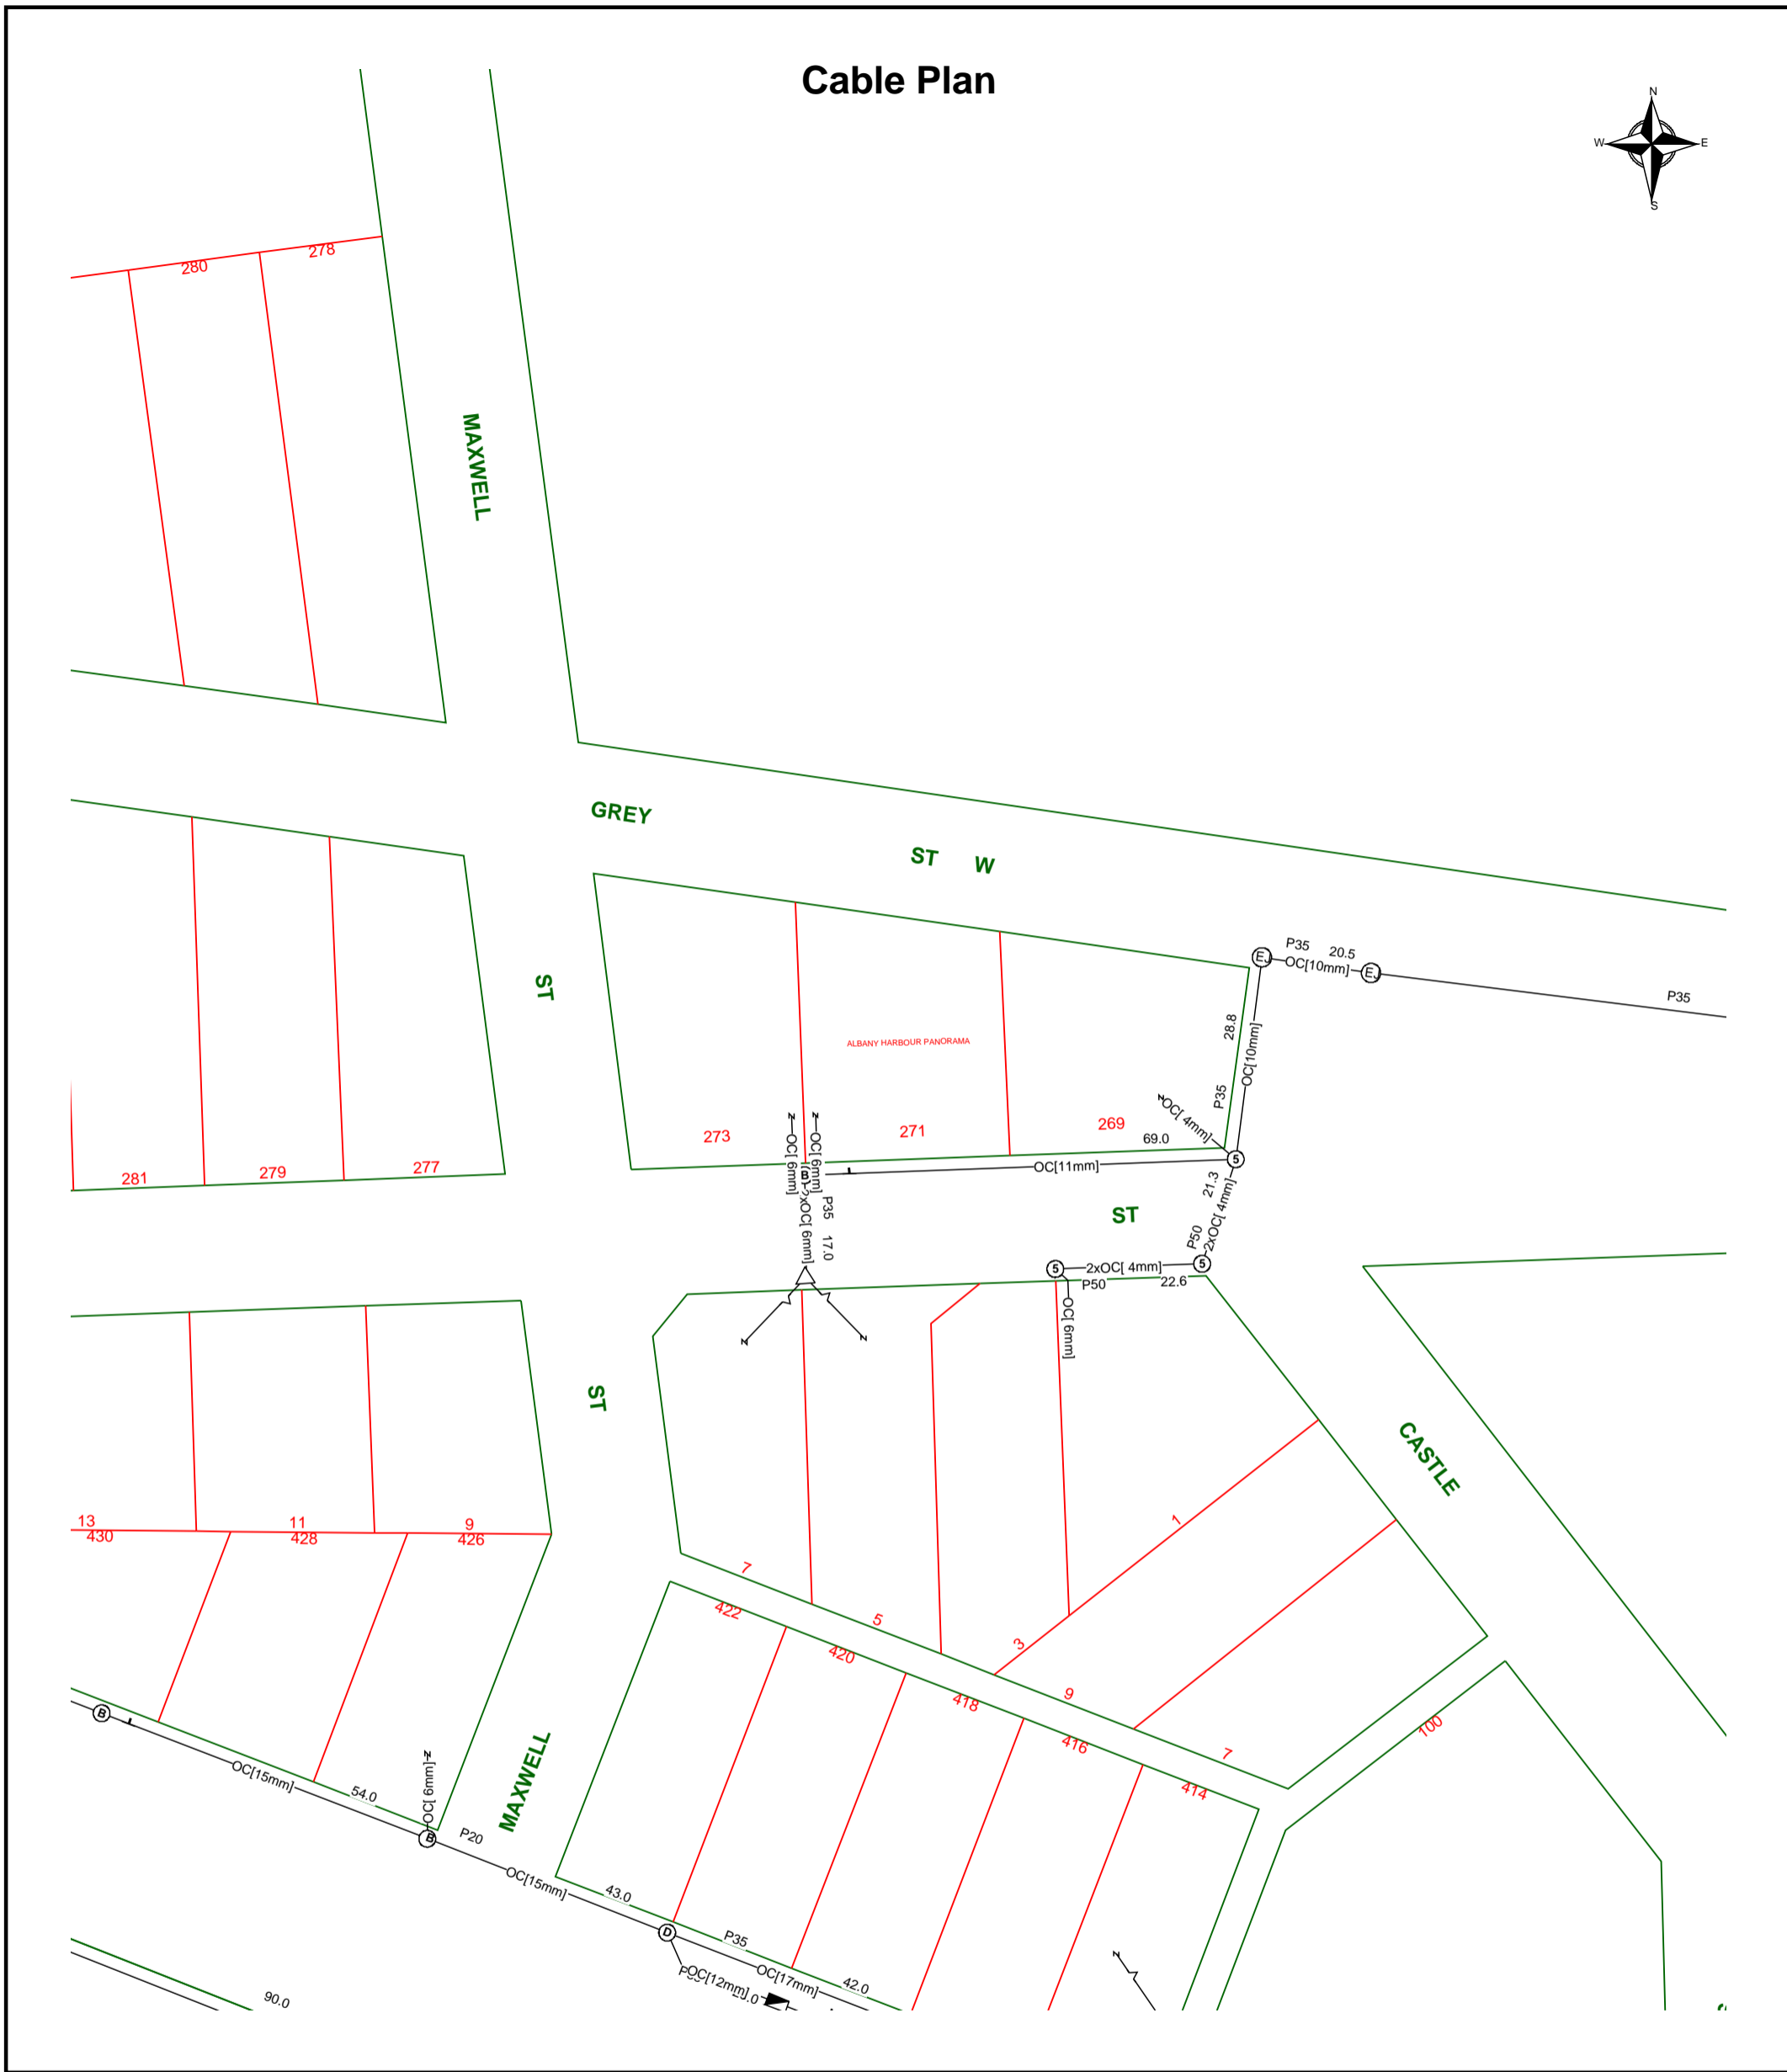 Cable Plan
N
W
E
S
278
280
MAXWELL
GREY
ST W
P35 20.5
EJ
OC[10mm]
EJ
P35
ST
28.8
OC[10mm]
P35
ALBANY HARBOUR PANORAMA
OC[ 4mm]
273
271
269
69.0
OC[ 6mm]
OC[ 6mm]
281
279
277
B
OC[11mm]
5
2xOC[ 6mm]
P35 17.0
ST
21.3
P50
2xOC[ 4mm]
5
2xOC[ 4mm]
5
P50
22.6
OC[ 6mm]
ST
CASTLE
13
11
9
430
428
426
1
7
5
3
422
420
9
418
416
7
414
100
B
OC[15mm]
54.0
OC[ 6mm]
B
P20
MAXWELL
OC[15mm]
43.0
D
P35
OC[17mm]
42.0
OC[12mm]
90.0